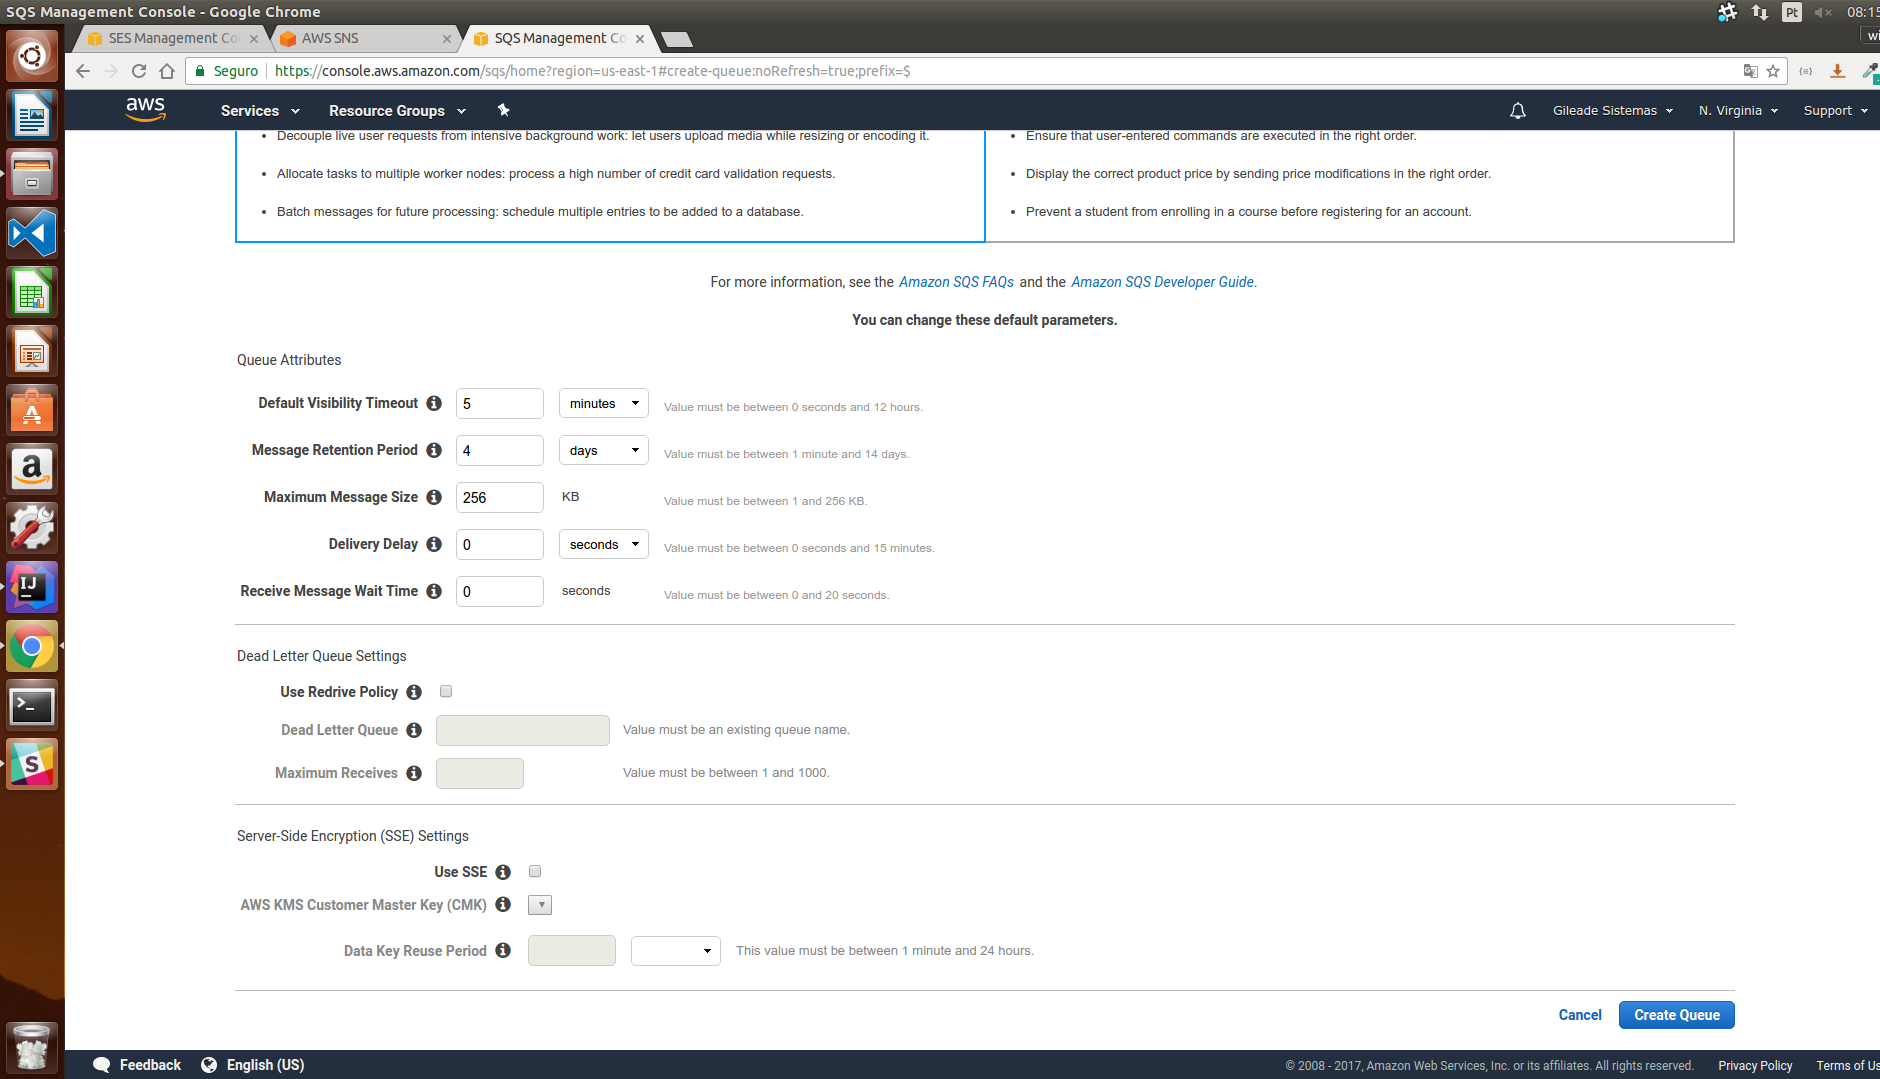 SQS Management Console - Google Chrome
Pt
08:15
SES Management Co
AWS SNS
SQS Management Co
wi
Seguro
https://console.aws.amazon.com/sqs/home?region=us-east-1#create-queue:noRefresh=true;prefix=$
aws
Services
Resource Groups
Gileade Sistemas
N. Virginia
Support
Decouple live user requests from intensive background work: let users upload media while resizing or encoding it.
Allocate tasks to multiple worker nodes: process a high number of credit card validation requests.
Batch messages for future processing: schedule multiple entries to be added to a database.
Ensure that user-entered commands are executed in the right order.
Display the correct product price by sending price modifications in the right order.
Prevent a student from enrolling in a course before registering for an account.
For more information, see the Amazon SQS FAQs and the Amazon SQS Developer Guide.
You can change these default parameters.
Queue Attributes
Default Visibility Timeout 5 minutes Value must be between 0 seconds and 12 hours.
Message Retention Period 4 days Value must be between 1 minute and 14 days.
Maximum Message Size 256 KB Value must be between 1 and 256 KB.
Delivery Delay 0 seconds Value must be between 0 seconds and 15 minutes.
Receive Message Wait Time 0 seconds Value must be between 0 and 20 seconds.
Dead Letter Queue Settings
Use Redrive Policy
Dead Letter Queue Value must be an existing queue name.
Maximum Receives Value must be between 1 and 1000.
Server-Side Encryption (SSE) Settings
Use SSE
AWS KMS Customer Master Key (CMK)
Data Key Reuse Period This value must be between 1 minute and 24 hours.
Cancel
Create Queue
Feedback
English (US)
© 2008 - 2017, Amazon Web Services, Inc. or its affiliates. All rights reserved.
Privacy Policy
Terms of Us